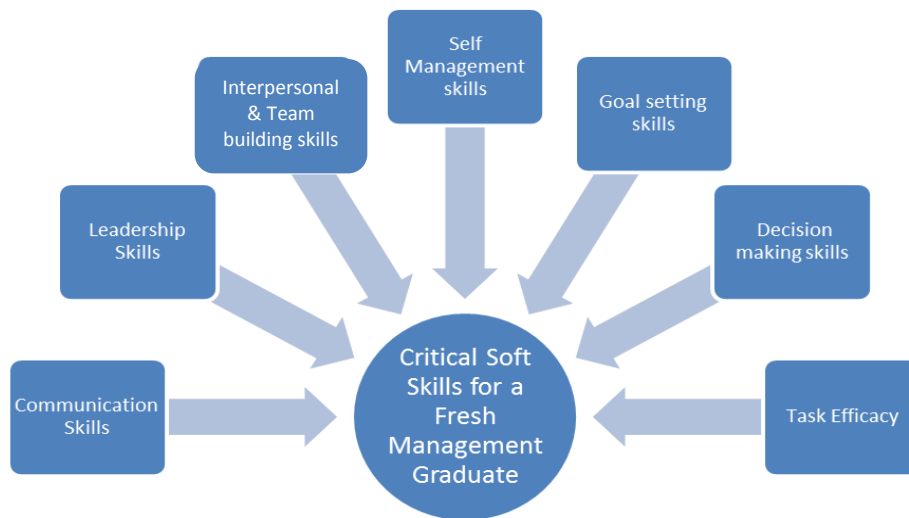 Self
Management
skills
Interpersonal
& Team
building skills
Goal setting
skills
Leadership
Skills
Decision
making skills
Communication
Skills
Critical Soft
Skills for a
Fresh
Management
Graduate
Task Efficacy